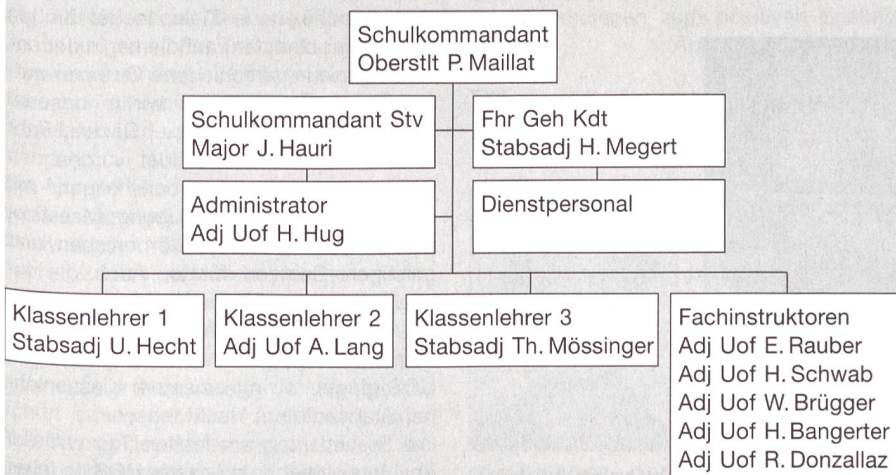 Schulkommandant
Oberstlt P. Maillat
Schulkommandant Stv
Major J. Hauri
Fhr Geh Kdt
Stabsadj H. Megert
Administrator
Adj Uof H. Hug
Dienstpersonal
Klassenlehrer 1
Stabsadj U. Hecht
Klassenlehrer 2
Adj Uof A. Lang
Klassenlehrer 3
Stabsadj Th. Mössinger
Fachinstruktoren
Adj Uof E. Rauber
Adj Uof H. Schwab
Adj Uof W. Brügger
Adj Uof H. Bangerter
Adj Uof R. Donzallaz